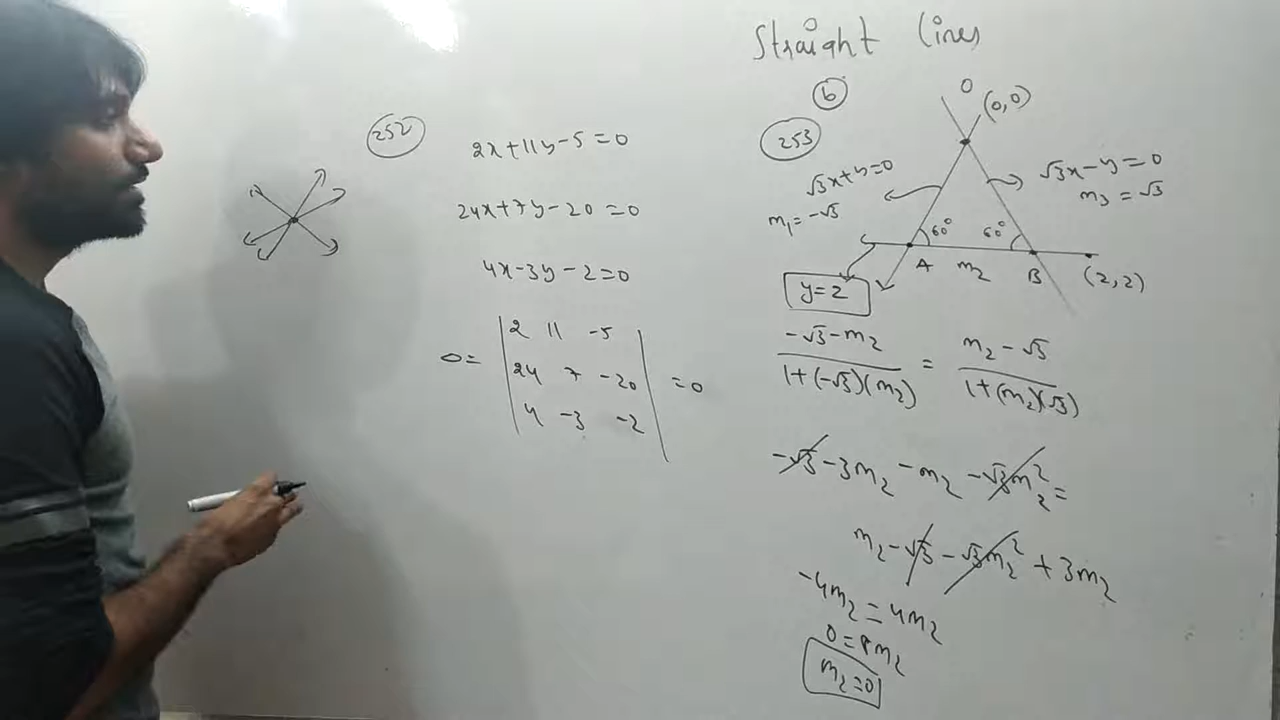 Straight lines
252
2x+11y-5=0
24x+7y-20=0
4x-3y-2=0
0= | 2 11 -5 | =0
| 24 7 -20 |
| 4 -3 -2 |
6
253
O (0,0)
√3x+y=0
m₁=-√3
√3x-y=0
m₃=√3
60° 60°
A m₂ B (2,2)
y=2
(-√3-m₂)/(1+(-√3)(m₂)) = (m₂-√3)/(1+(m₂)(√3))
-√3-3m₂-m₂-√3m₂²=
m₂-√3-√3m₂²+3m₂
-4m₂=4m₂
0=8m₂
m₂=0